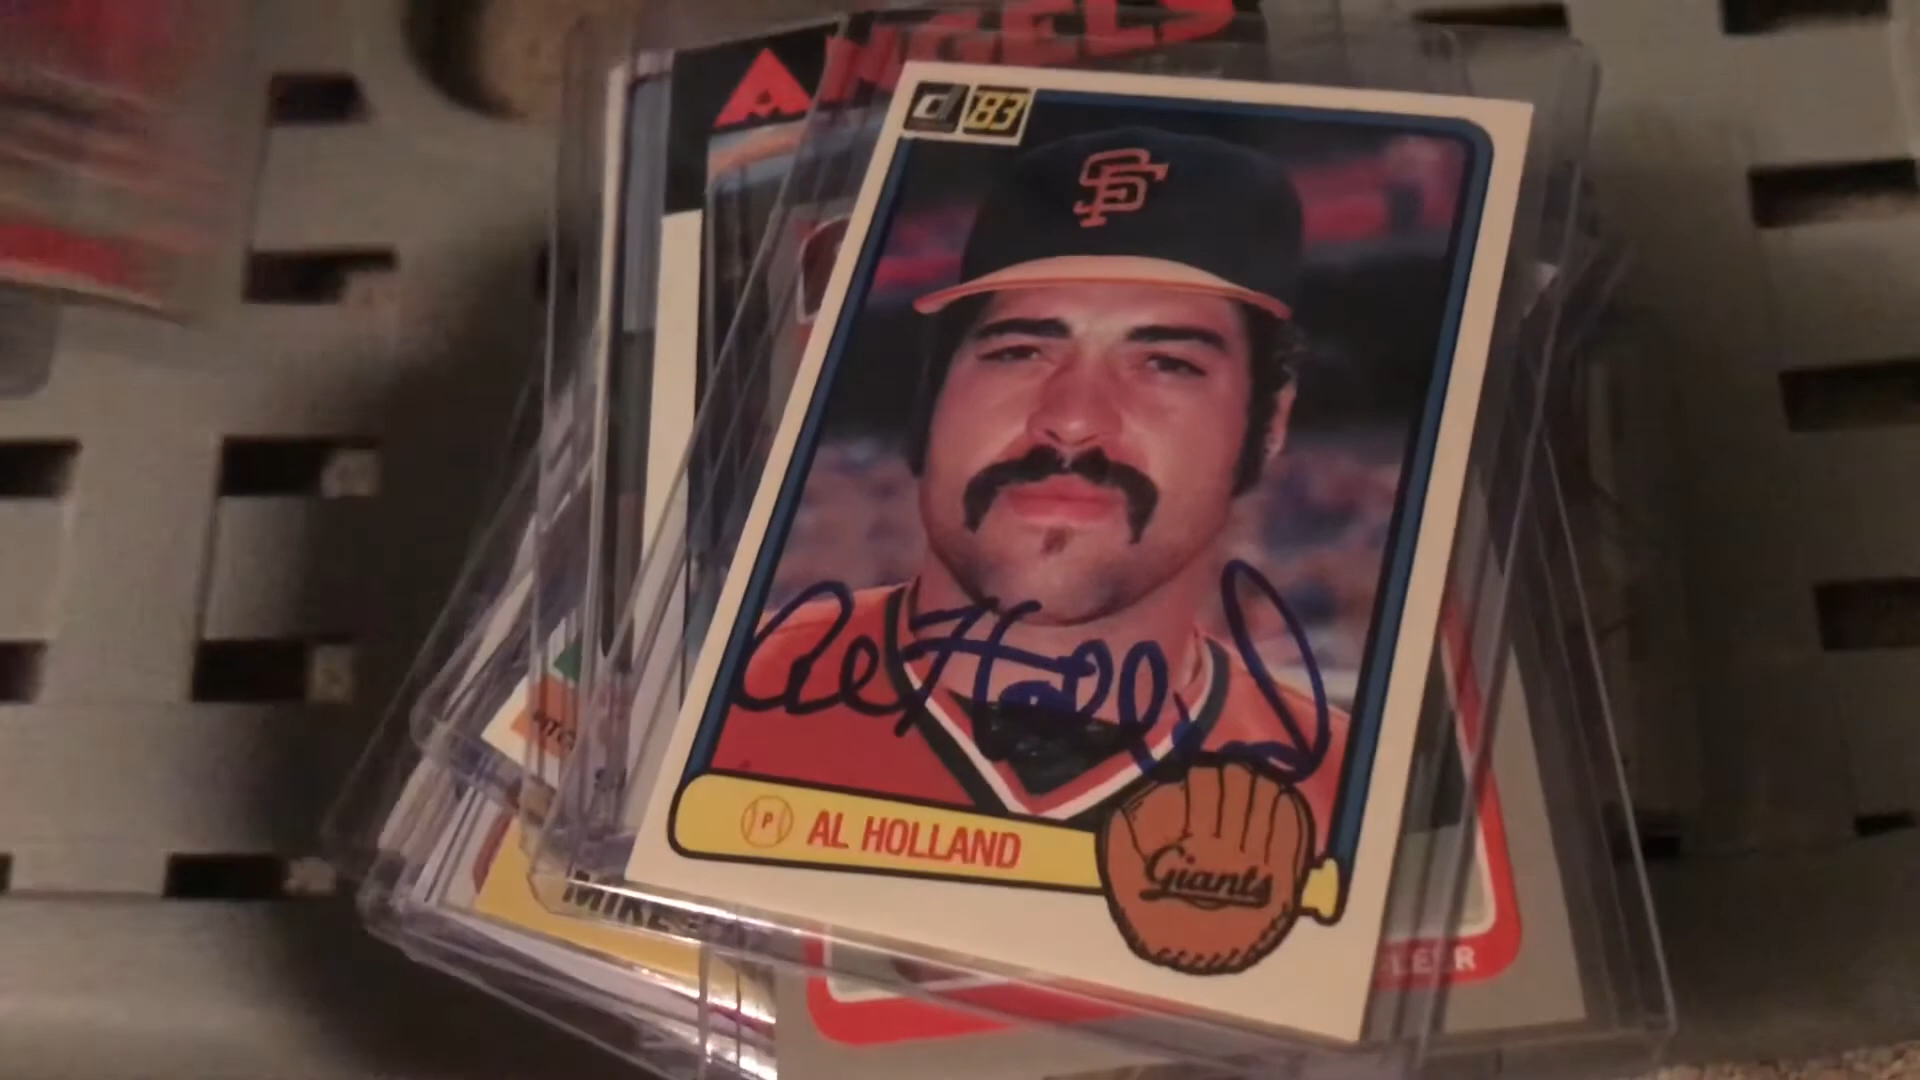 ANGELS
d '83
SF
Al Holland
P AL HOLLAND
Giants
MIKE
FLEER